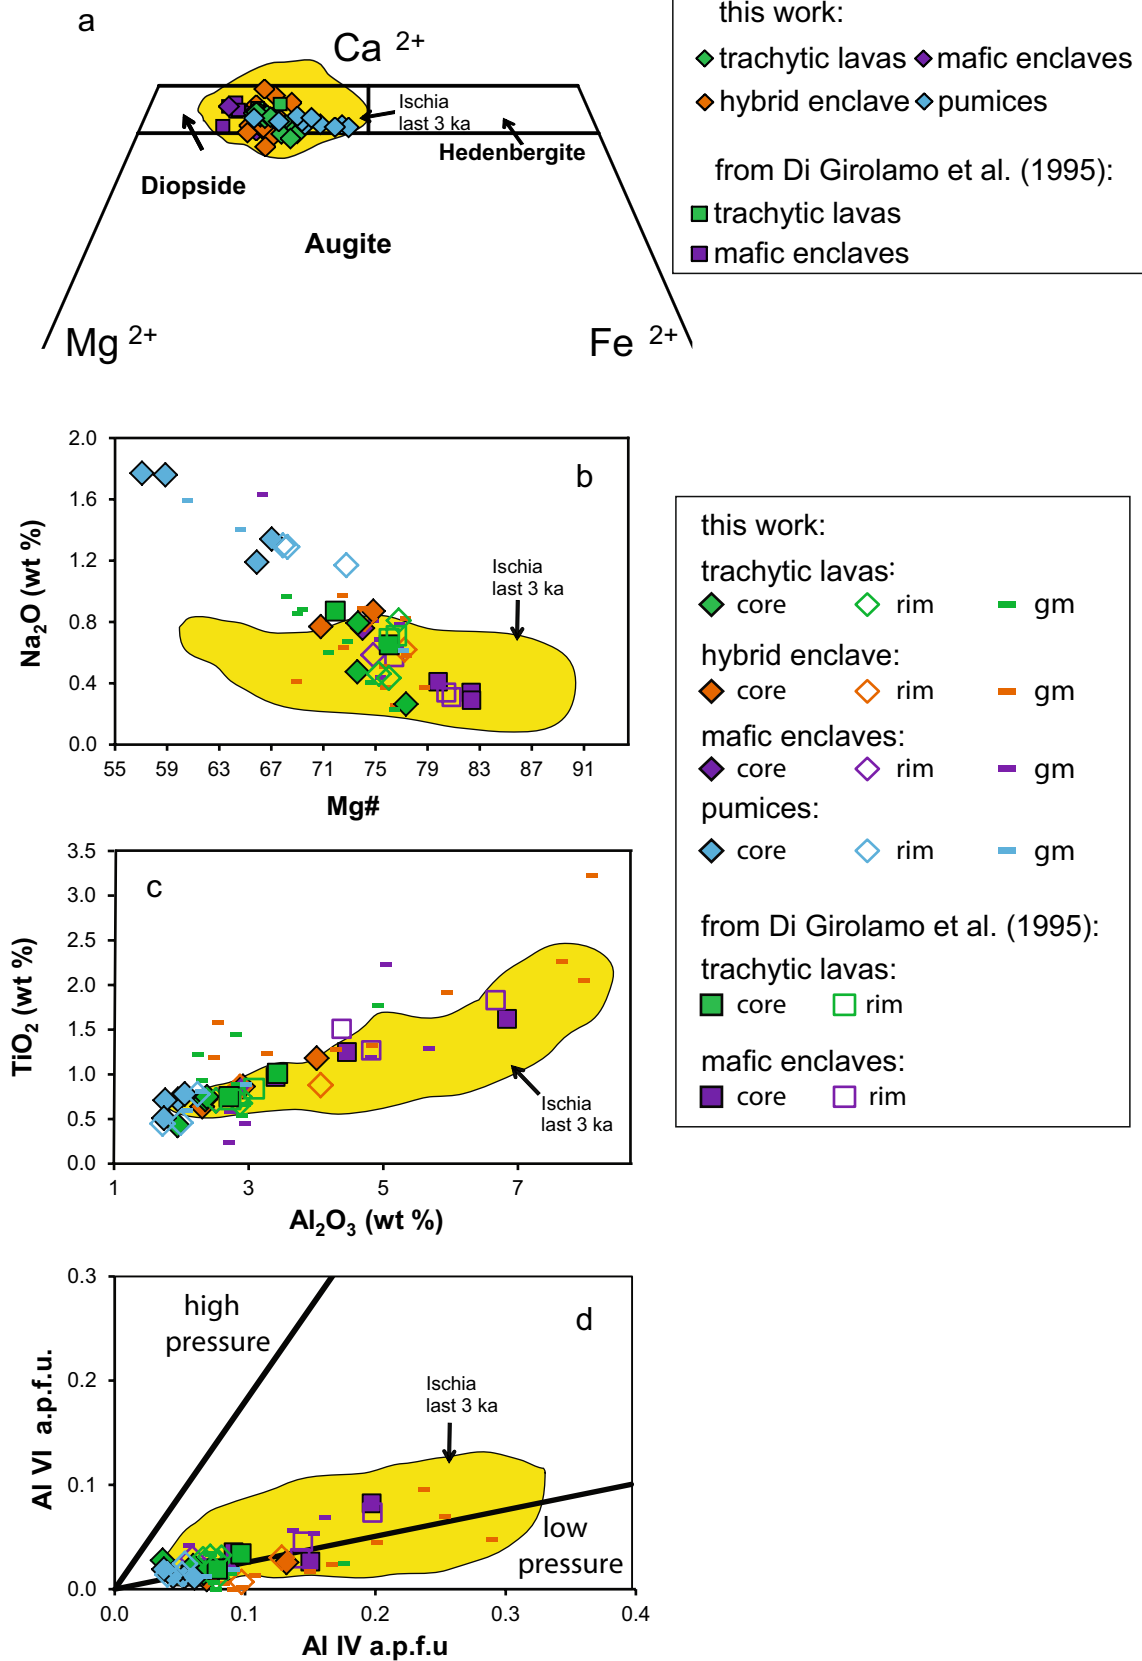 a
Ca 2+
Ischia
last 3 ka
Hedenbergite
Diopside
Augite
Mg 2+
Fe 2+
this work:
trachytic lavas mafic enclaves
hybrid enclave pumices
from Di Girolamo et al. (1995):
trachytic lavas
mafic enclaves
b
Na2O (wt %)
2.0
1.6
1.2
0.8
0.4
0.0
Ischia
last 3 ka
55 59 63 67 71 75 79 83 87 91
Mg#
c
TiO2 (wt %)
3.5
3.0
2.5
2.0
1.5
1.0
0.5
0.0
Ischia
last 3 ka
1 3 5 7
Al2O3 (wt %)
this work:
trachytic lavas:
core rim gm
hybrid enclave:
core rim gm
mafic enclaves:
core rim gm
pumices:
core rim gm
from Di Girolamo et al. (1995):
trachytic lavas:
core rim
mafic enclaves:
core rim
d
Al VI a.p.f.u.
0.3
0.2
0.1
0.0
high
pressure
Ischia
last 3 ka
low
pressure
0.0 0.1 0.2 0.3 0.4
Al IV a.p.f.u